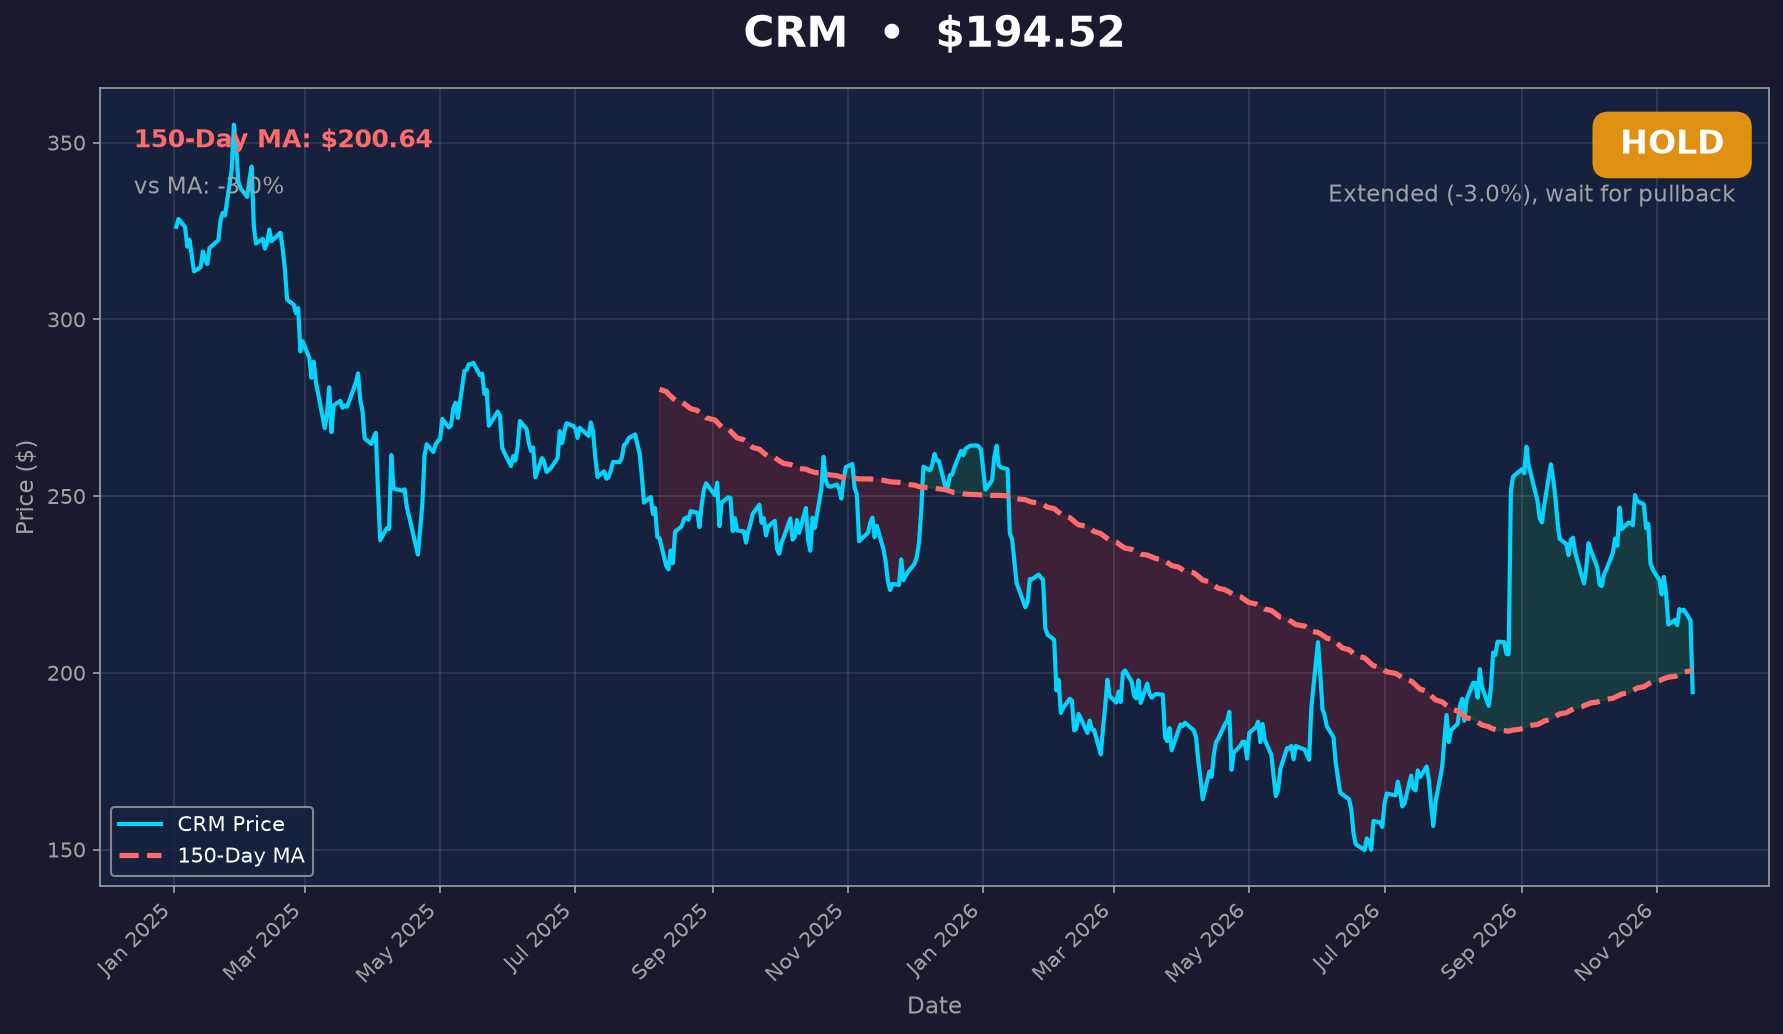 CRM • $194.52
150-Day MA: $200.64
vs MA: -3.0%
HOLD
Extended (-3.0%), wait for pullback
Price ($)
350
300
250
200
150
CRM Price
150-Day MA
Jan 2025
Mar 2025
May 2025
Jul 2025
Sep 2025
Nov 2025
Jan 2026
Mar 2026
May 2026
Jul 2026
Sep 2026
Nov 2026
Date